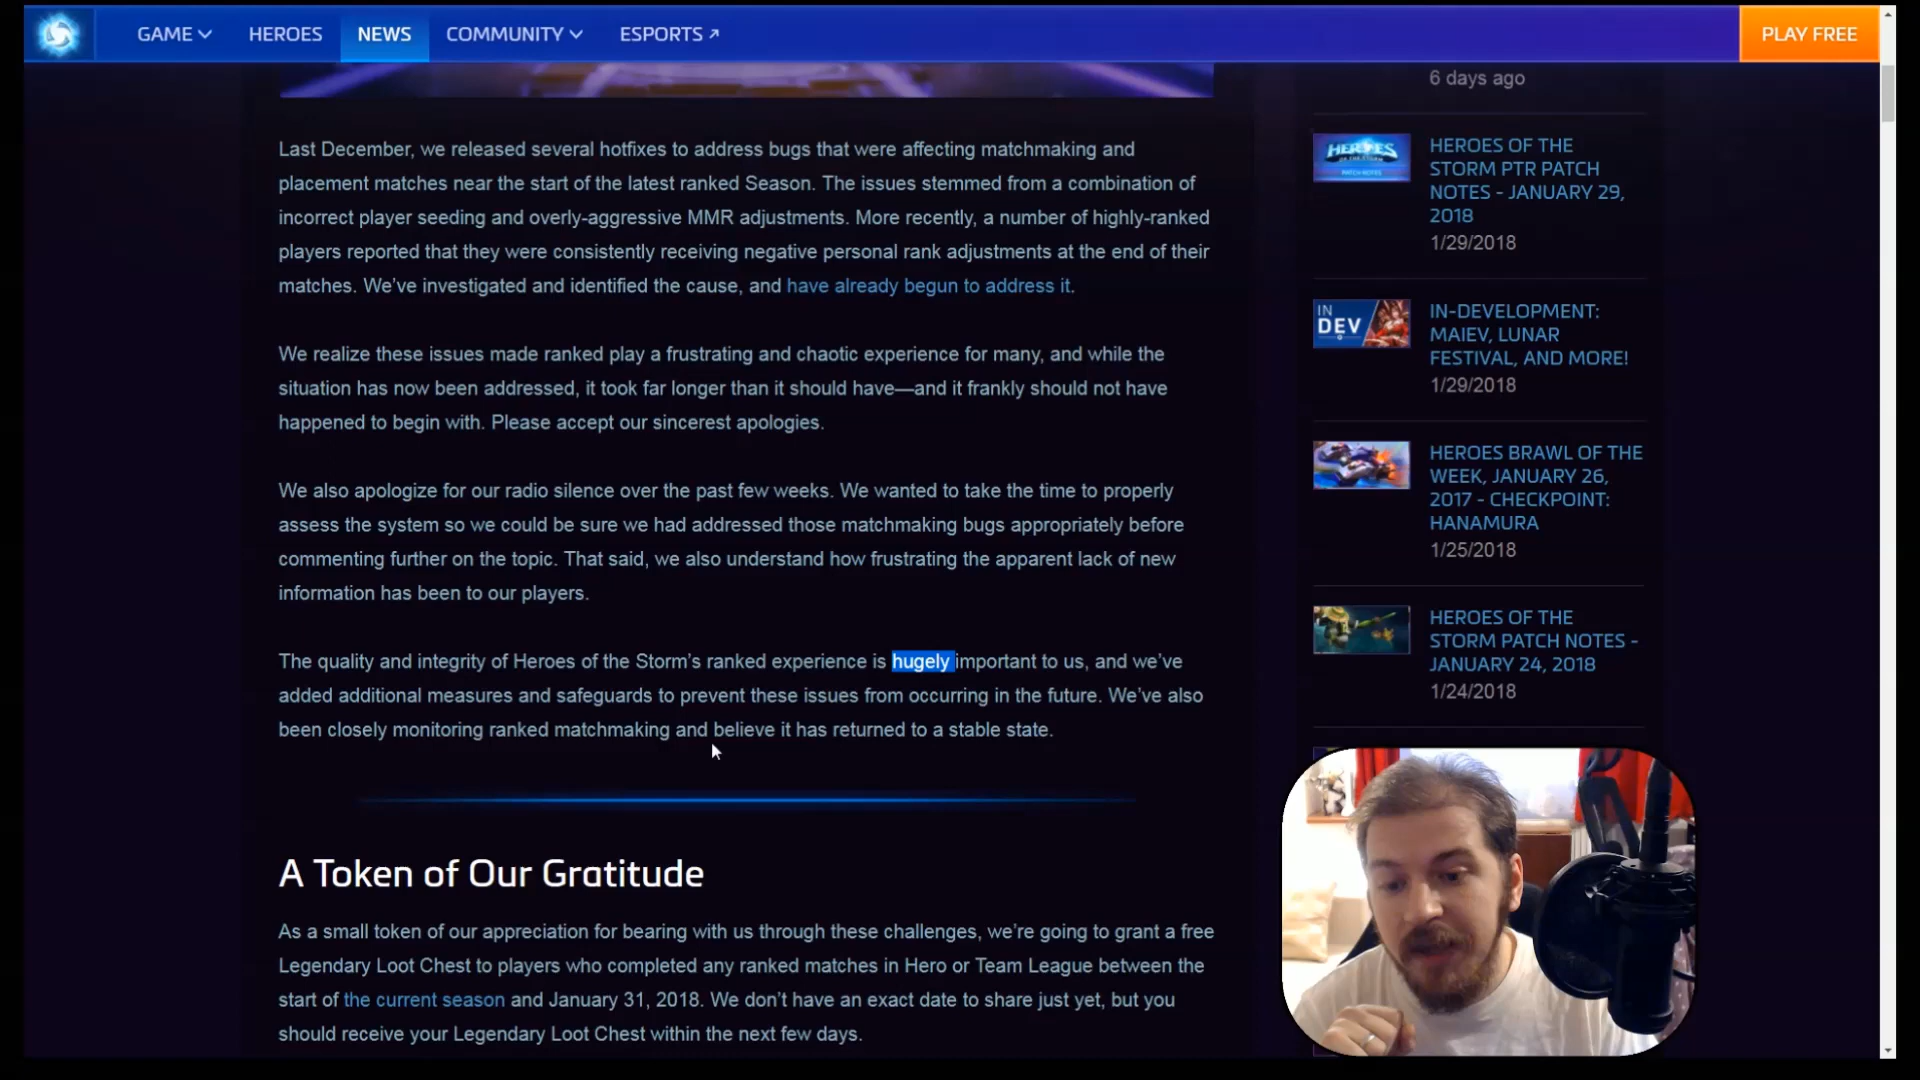 GAME
HEROES
NEWS
COMMUNITY
ESPORTS
PLAY FREE
Last December, we released several hotfixes to address bugs that were affecting matchmaking and
placement matches near the start of the latest ranked Season. The issues stemmed from a combination of
incorrect player seeding and overly-aggressive MMR adjustments. More recently, a number of highly-ranked
players reported that they were consistently receiving negative personal rank adjustments at the end of their
matches. We’ve investigated and identified the cause, and have already begun to address it.
We realize these issues made ranked play a frustrating and chaotic experience for many, and while the
situation has now been addressed, it took far longer than it should have—and it frankly should not have
happened to begin with. Please accept our sincerest apologies.
We also apologize for our radio silence over the past few weeks. We wanted to take the time to properly
assess the system so we could be sure we had addressed those matchmaking bugs appropriately before
commenting further on the topic. That said, we also understand how frustrating the apparent lack of new
information has been to our players.
The quality and integrity of Heroes of the Storm’s ranked experience is hugely important to us, and we’ve
added additional measures and safeguards to prevent these issues from occurring in the future. We’ve also
been closely monitoring ranked matchmaking and believe it has returned to a stable state.
A Token of Our Gratitude
As a small token of our appreciation for bearing with us through these challenges, we’re going to grant a free
Legendary Loot Chest to players who completed any ranked matches in Hero or Team League between the
start of the current season and January 31, 2018. We don’t have an exact date to share just yet, but you
should receive your Legendary Loot Chest within the next few days.
6 days ago
HEROES
PATCH NOTES
HEROES OF THE
STORM PTR PATCH
NOTES - JANUARY 29,
2018
1/29/2018
IN
DEV
IN-DEVELOPMENT:
MAIEV, LUNAR
FESTIVAL, AND MORE!
1/29/2018
HEROES BRAWL OF THE
WEEK, JANUARY 26,
2017 - CHECKPOINT:
HANAMURA
1/25/2018
HEROES OF THE
STORM PATCH NOTES -
JANUARY 24, 2018
1/24/2018